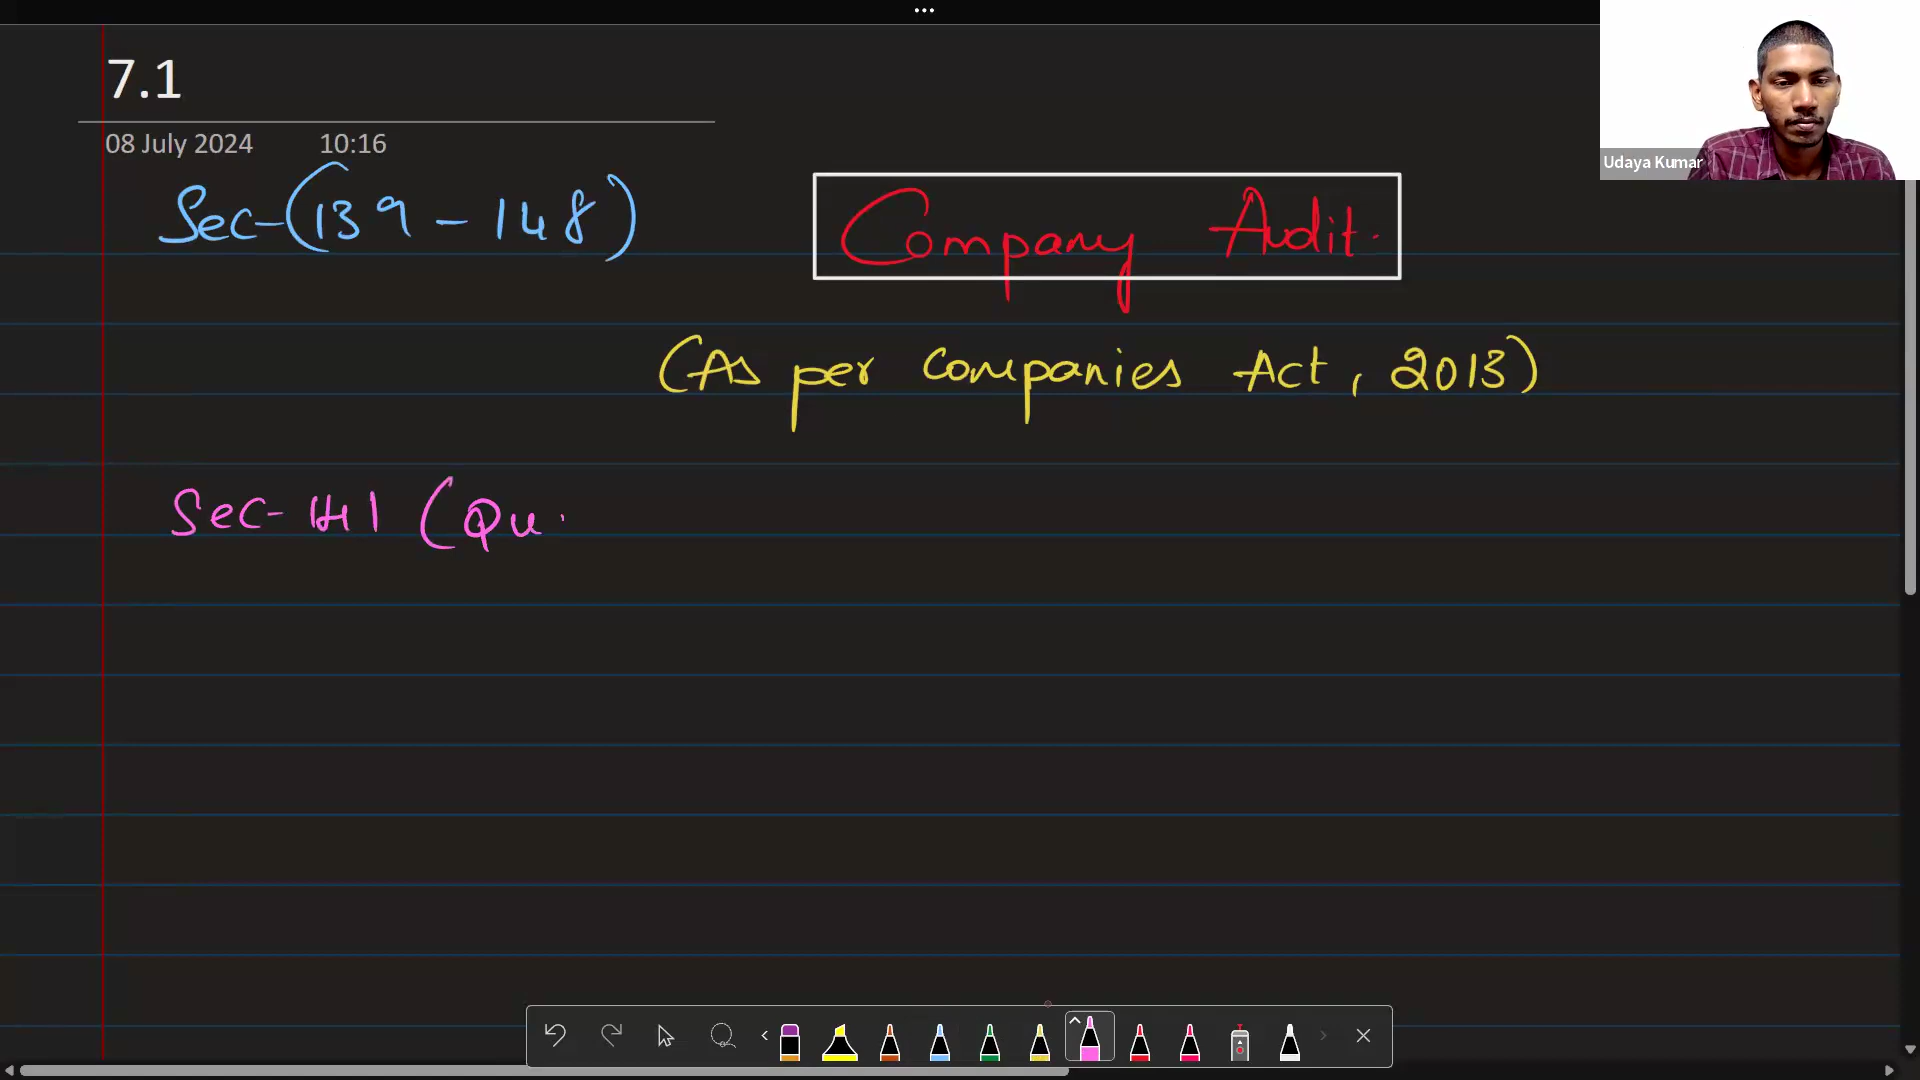 7.1
08 July 2024 10:16
Sec-(139-148)
Company Audit.
(As per Companies Act, 2013)
Sec-141 (Qu
Udaya Kumar